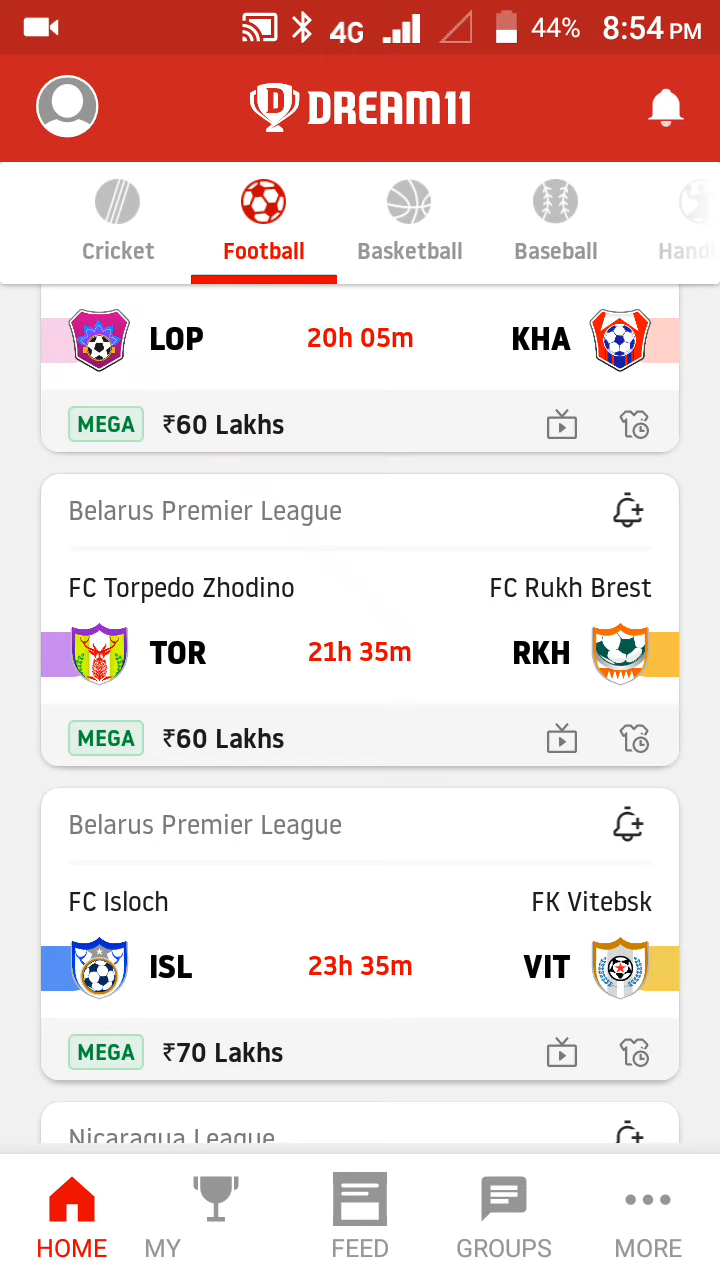 4G 44% 8:54 PM
DREAM11
Cricket Football Basketball Baseball Hand
LOP 20h 05m KHA
MEGA ₹60 Lakhs
Belarus Premier League
FC Torpedo Zhodino FC Rukh Brest
TOR 21h 35m RKH
MEGA ₹60 Lakhs
Belarus Premier League
FC Isloch FK Vitebsk
ISL 23h 35m VIT
MEGA ₹70 Lakhs
Nicaragua League
HOME MY FEED GROUPS MORE